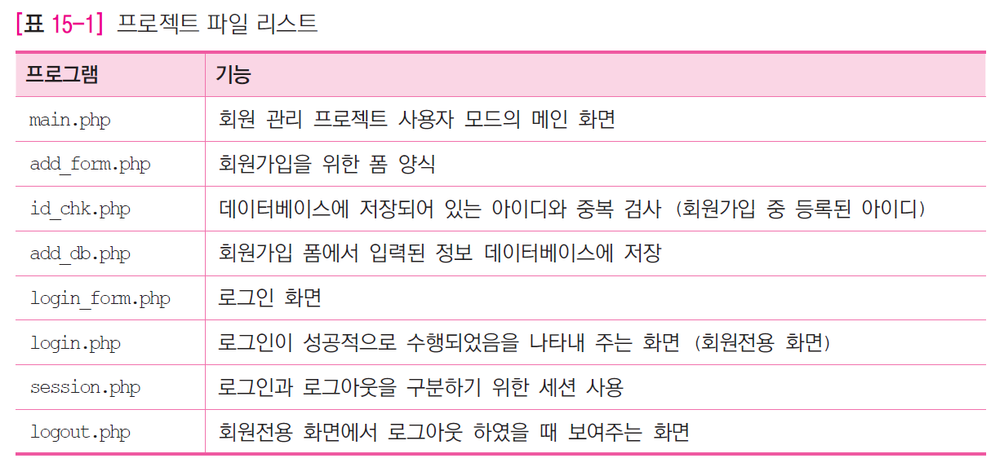 [표 15-1] 프로젝트 파일 리스트
프로그램 기능
main.php 회원 관리 프로젝트 사용자 모드의 메인 화면
add_form.php 회원가입을 위한 폼 양식
id_chk.php 데이터베이스에 저장되어 있는 아이디와 중복 검사 (회원가입 중 등록된 아이디)
add_db.php 회원가입 폼에서 입력된 정보 데이터베이스에 저장
login_form.php 로그인 화면
login.php 로그인이 성공적으로 수행되었음을 나타내 주는 화면 (회원전용 화면)
session.php 로그인과 로그아웃을 구분하기 위한 세션 사용
logout.php 회원전용 화면에서 로그아웃 하였을 때 보여주는 화면